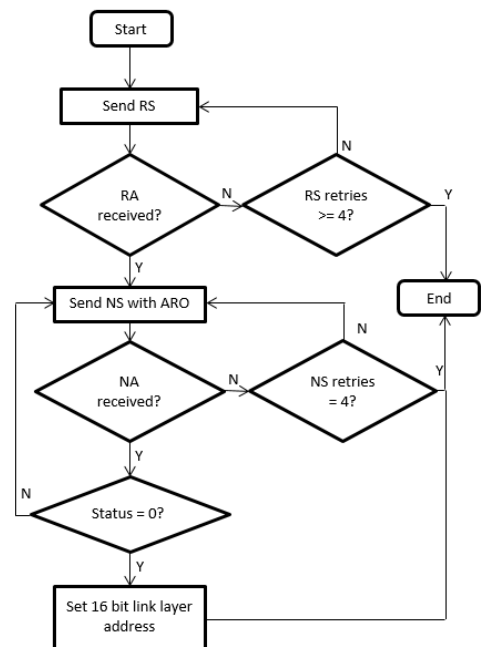 Start
Send RS
N
RA
received?
N
RS retries
>= 4?
Y
Y
Send NS with ARO
End
N
NA
received?
N
NS retries
= 4?
Y
Y
N
Status = 0?
Y
Set 16 bit link layer
address